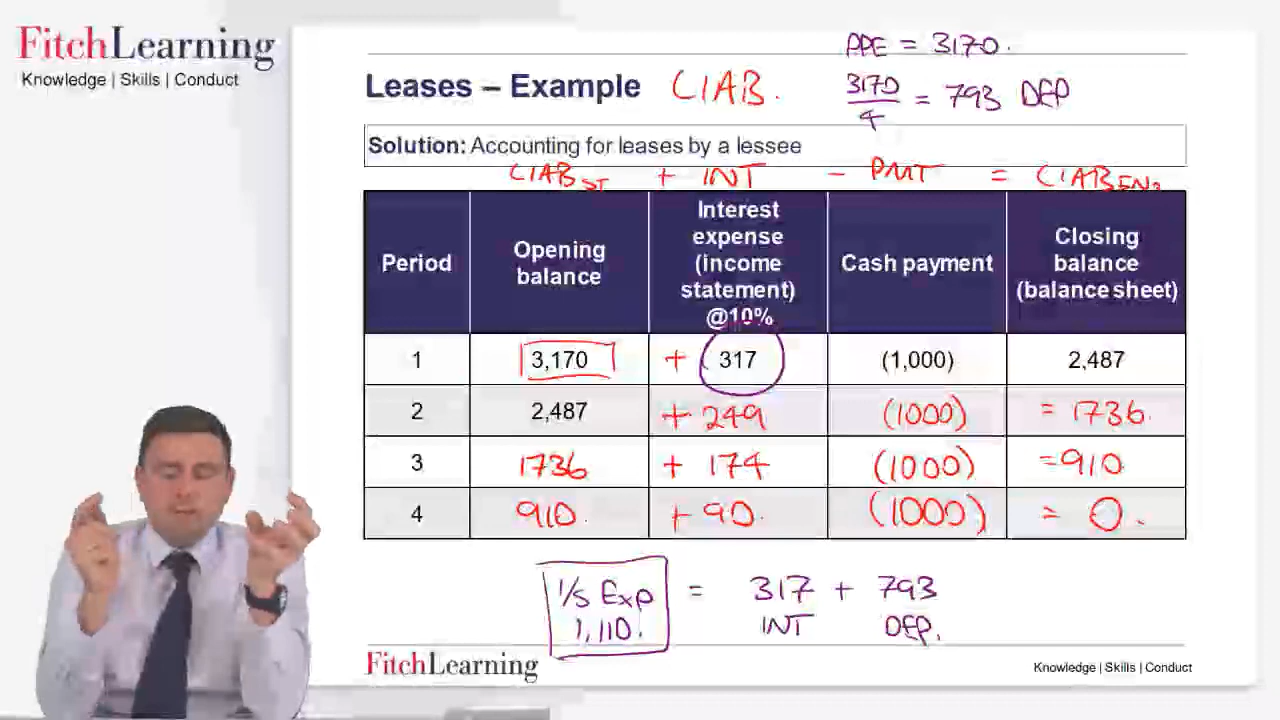 FitchLearning
Knowledge | Skills | Conduct
PPE = 3170.
Leases – Example LIAB.
3170
4
= 793 DEP
Solution: Accounting for leases by a lessee
LIAB ST + INT - PMT = LIAB END
Period
Opening
balance
Interest
expense
(income
statement)
@10%
Cash payment
Closing
balance
(balance sheet)
1 3,170 + 317 (1,000) 2,487
2 2,487 + 249 (1000) = 1736.
3 1736 + 174 (1000) = 910
4 910. + 90. (1000) = 0.
I/S Exp = 317 + 793
1,110. INT DEP.
FitchLearning
Knowledge | Skills | Conduct